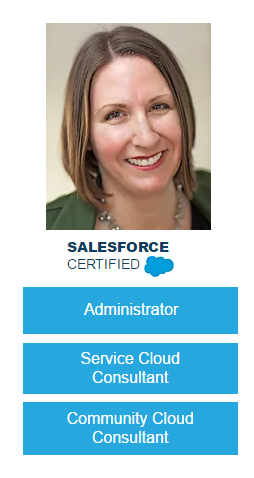 SALESFORCE
CERTIFIED
Administrator
Service Cloud
Consultant
Community Cloud
Consultant